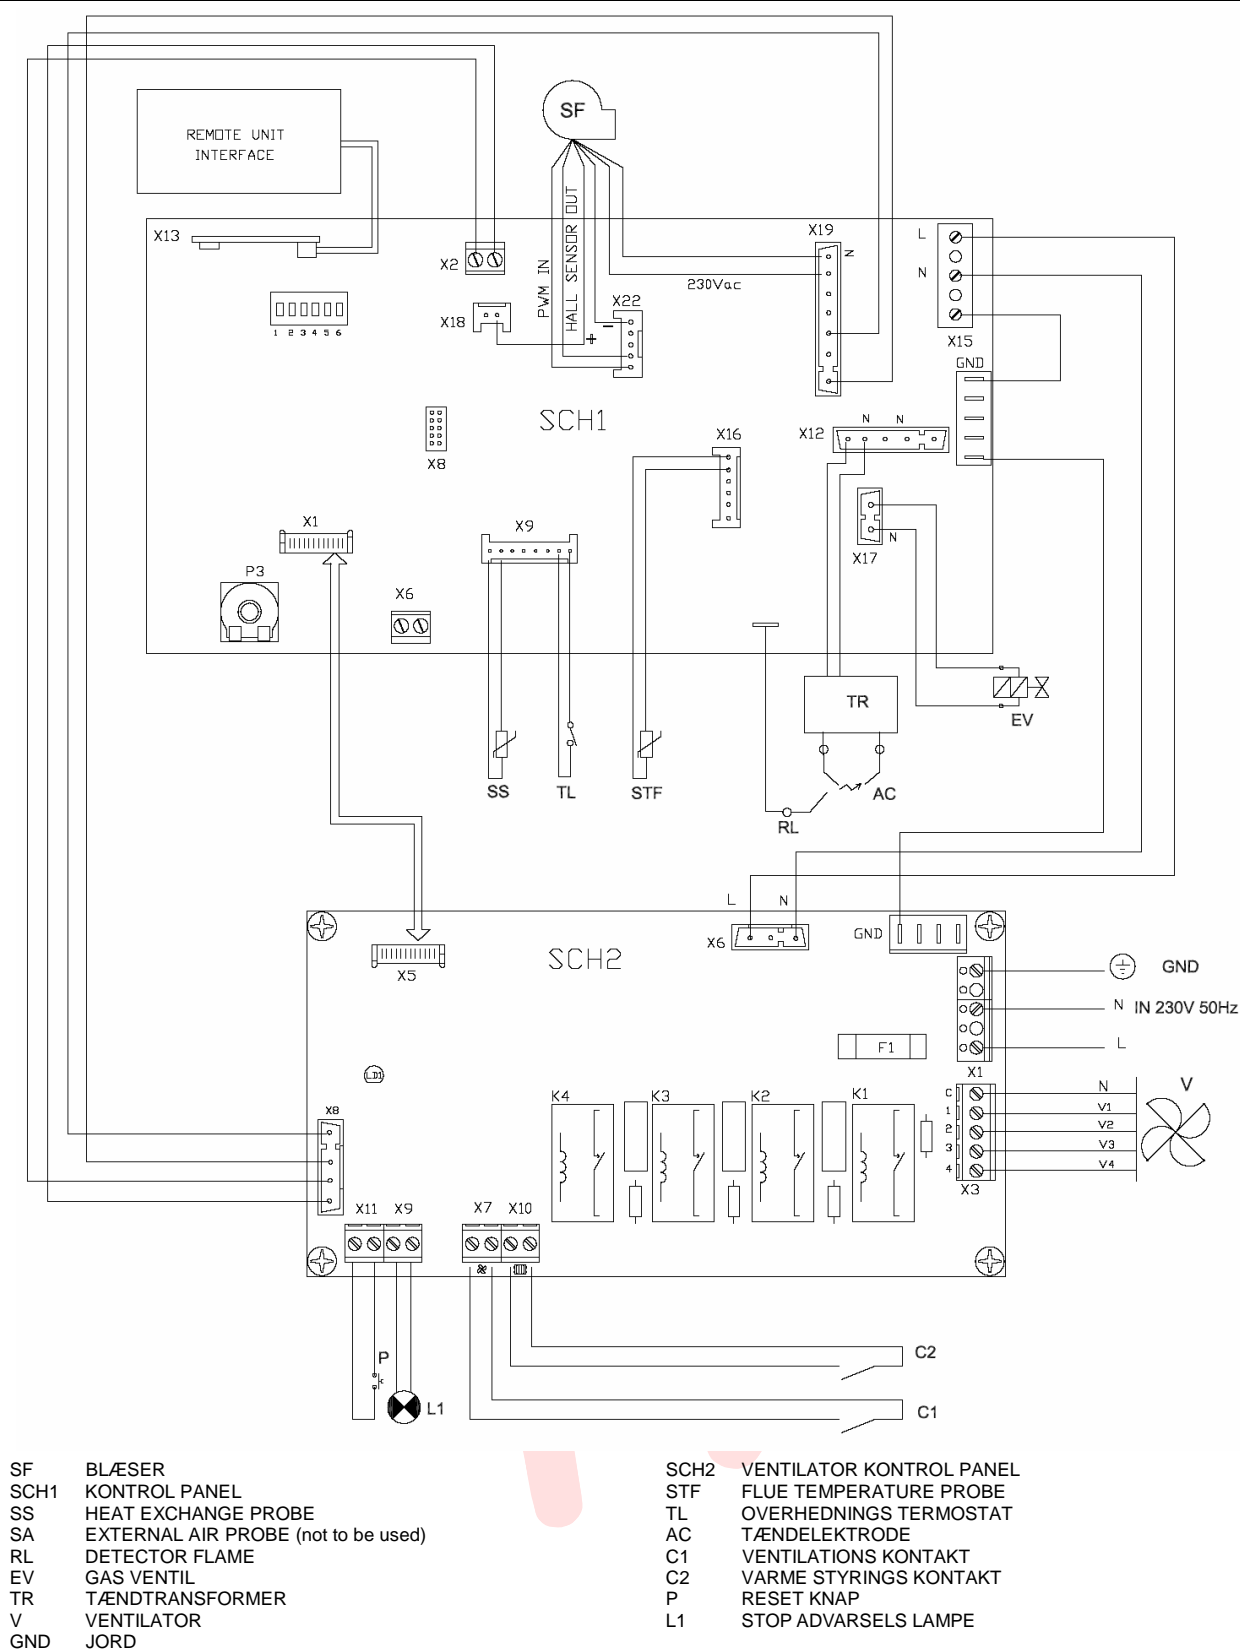 SF
REMOTE UNIT
INTERFACE
PWM IN
HALL SENSOR OUT
X13
X2
X19
N
L
N
230Vac
X22
X18
X15
- 
+
1 2 3 4 5 6
GND
SCH1
X8
X16
X12
N N
X1
X9
X17
N
P3
X6
TR
EV
SS
TL
STF
AC
RL
L
N
X6
GND
SCH2
X5
GND
N IN 230V 50Hz
L
F1
X1
LD1
X8
K4
K3
K2
K1
C
1
2
3
4
N
V1
V2
V3
V4
V
X3
X11
X9
X7
X10
P
L1
C2
C1
SF BLÆSER
SCH1 KONTROL PANEL
SS HEAT EXCHANGE PROBE
SA EXTERNAL AIR PROBE (not to be used)
RL DETECTOR FLAME
EV GAS VENTIL
TR TÆNDTRANSFORMER
V VENTILATOR
GND JORD
SCH2 VENTILATOR KONTROL PANEL
STF FLUE TEMPERATURE PROBE
TL OVERHEDNINGS TERMOSTAT
AC TÆNDELEKTRODE
C1 VENTILATIONS KONTAKT
C2 VARME STYRINGS KONTAKT
P RESET KNAP
L1 STOP ADVARSELS LAMPE